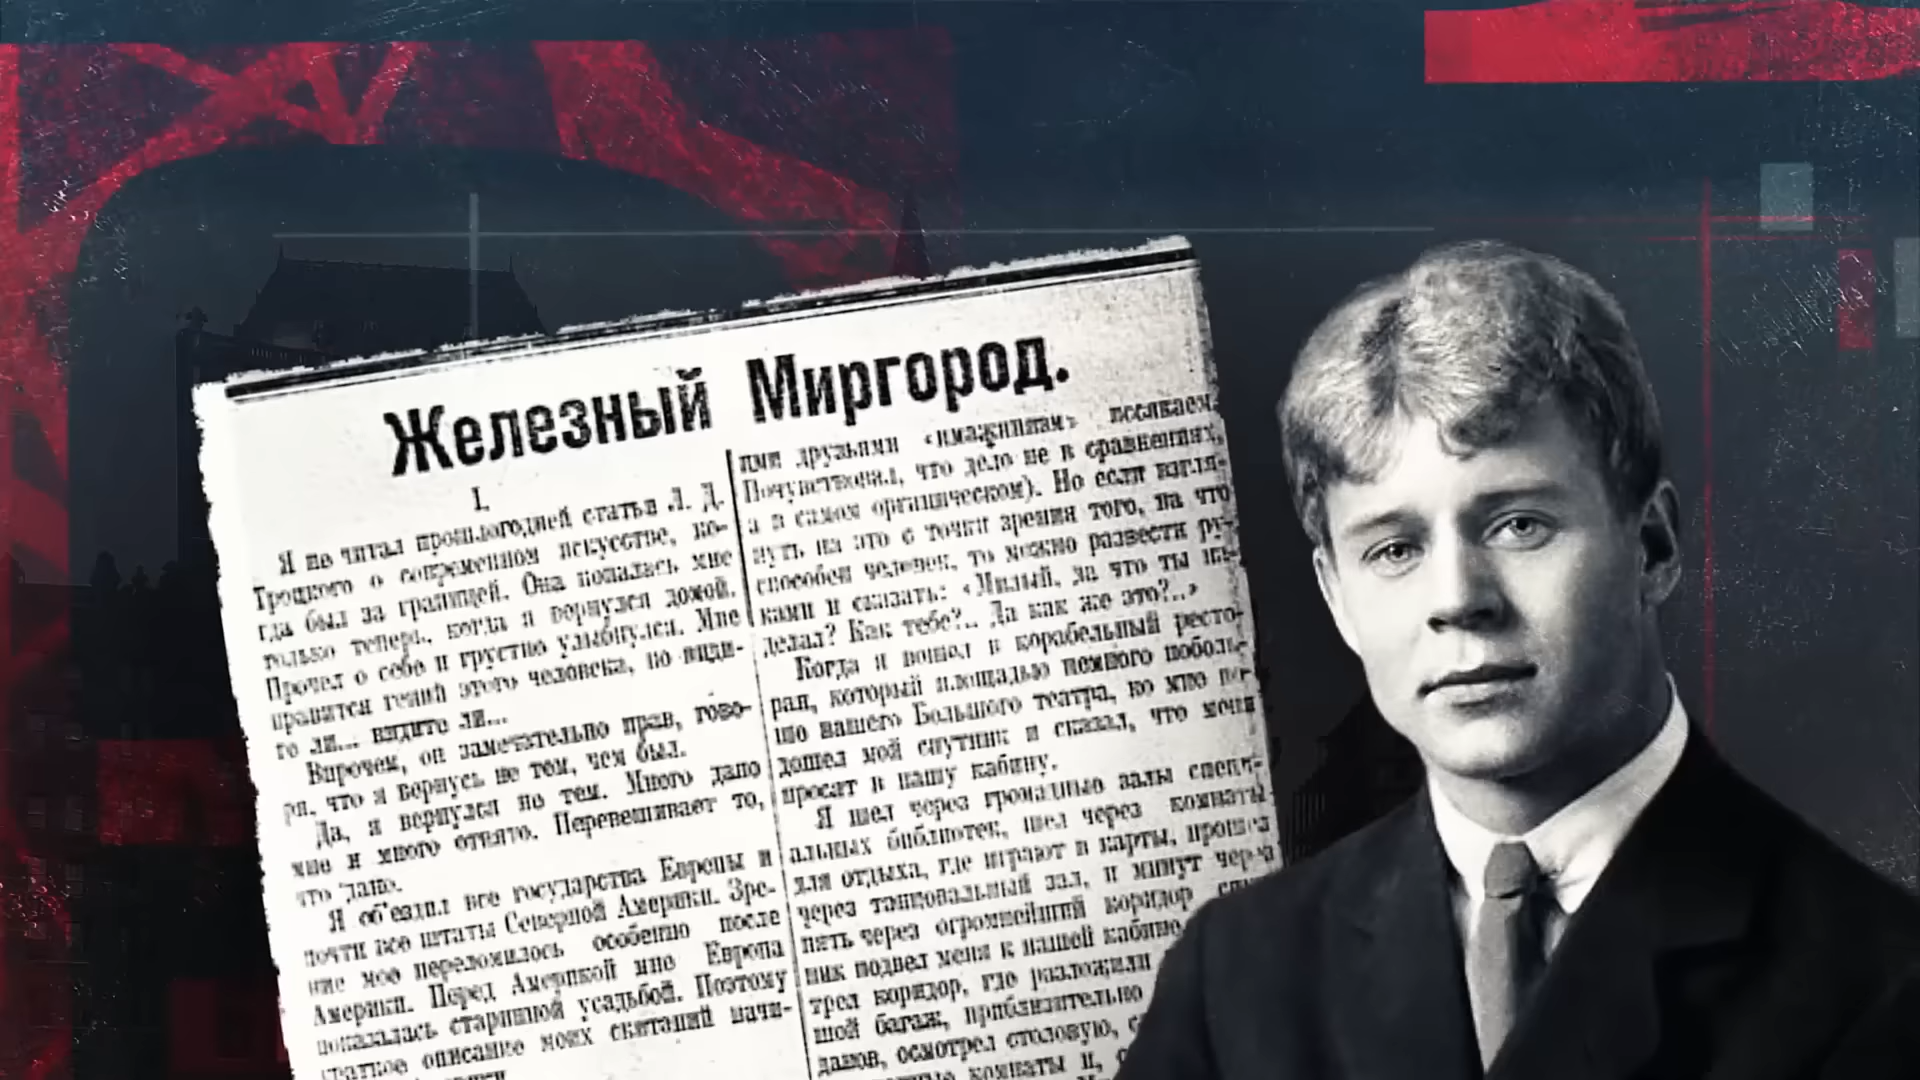 Железный Миргород.
I.
Я не читал прошлогодней статьи Л. Д.
Троцкого о современном искусстве, ко-
гда был за границей. Она попалась мне
только теперь, когда я вернулся домой.
Прочел о себе и грустно улыбнулся. Мне
нравится гений этого человека, но види-
те ли... видите ли...
Впрочем, он замечательно прав, гово-
ря, что я вернусь не тем, чем был.
Да, я вернулся не тем. Много дано
мне и много отнято. Перевешивает то,
что дано.
Я об'ездил все государства Европы и
почти все штаты Северной Америки. Зре-
ние мое переломилось особенно после
Америки. Перед Америкой мне Европа
показалась старинной усадьбой. Поэтому
краткое описание моих скитаний начи-
ми друзьями «имажинизм»
Почувствовал, что дело не в сравнениях,
а в самом органическом). Но если взгля-
нуть на это с точки зрения того, на что
способен человек, то можно развести ру-
ками и сказать: «Милый, да что ты на-
делал? Как тебе?.. Да как же это?..»
Когда я вошел в корабельный ресто-
ран, который площадью немного поболь-
ше нашего Большого театра, ко мне по-
дошел мой спутник и сказал, что меня
просят в нашу кабину.
Я шел через громадные залы специ-
альных библиотек, шел через комнаты
для отдыха, где играют в карты, прошел
через танцовальный зал, и минут через
пять через огромнейший коридор
ник подвел меня к нашей кабине.
трел коридор, где разложили
шой багаж, приблизительно
данов, осмотрел столовую,
комнаты и,